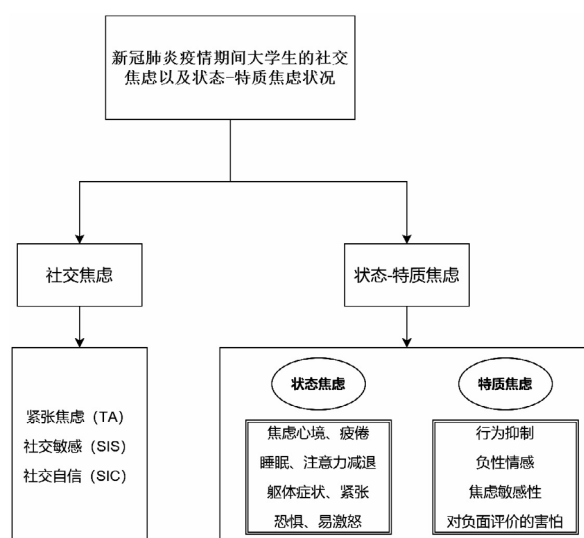 新冠肺炎疫情期间大学生的社交
焦虑以及状态-特质焦虑状况
社交焦虑
状态-特质焦虑
紧张焦虑（TA）
社交敏感（SIS）
社交自信（SIC）
状态焦虑
焦虑心境、疲倦
睡眠、注意力减退
躯体症状、紧张
恐惧、易激怒
特质焦虑
行为抑制
负性情感
焦虑敏感性
对负面评价的害怕